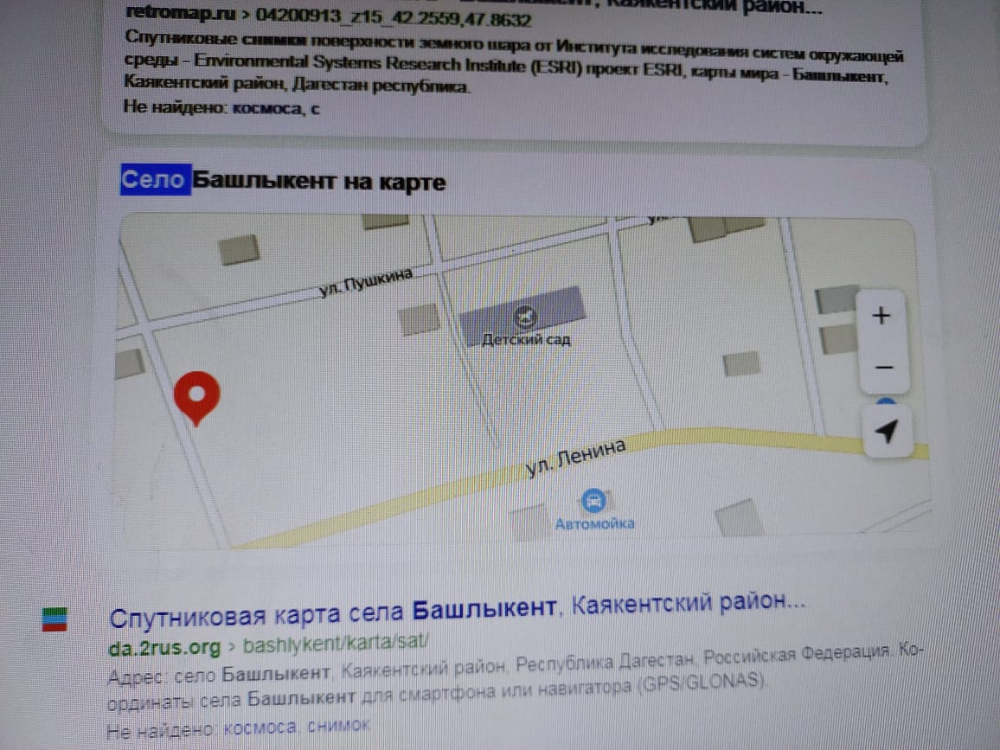 Башлыкент, Каякентский район...
retromap.ru › 04200913_z15_42.2559,47.8632
Спутниковые снимки поверхности земного шара от Института исследования систем окружающей
среды - Environmental Systems Research Institute (ESRI) проект ESRI, карты мира - Башлыкент,
Каякентский район, Дагестан республика.
Не найдено: космоса, с
Село Башлыкент на карте
ул.
ул. Пушкина
Детский сад
ул. Ленина
Автомойка
Спутниковая карта села Башлыкент, Каякентский район...
da.2rus.org › bashlykent/karta/sat/
Адрес: село Башлыкент, Каякентский район, Республика Дагестан, Российская Федерация. Ко-
ординаты села Башлыкент для смартфона или навигатора (GPS/GLONAS).
Не найдено: космоса, снимок